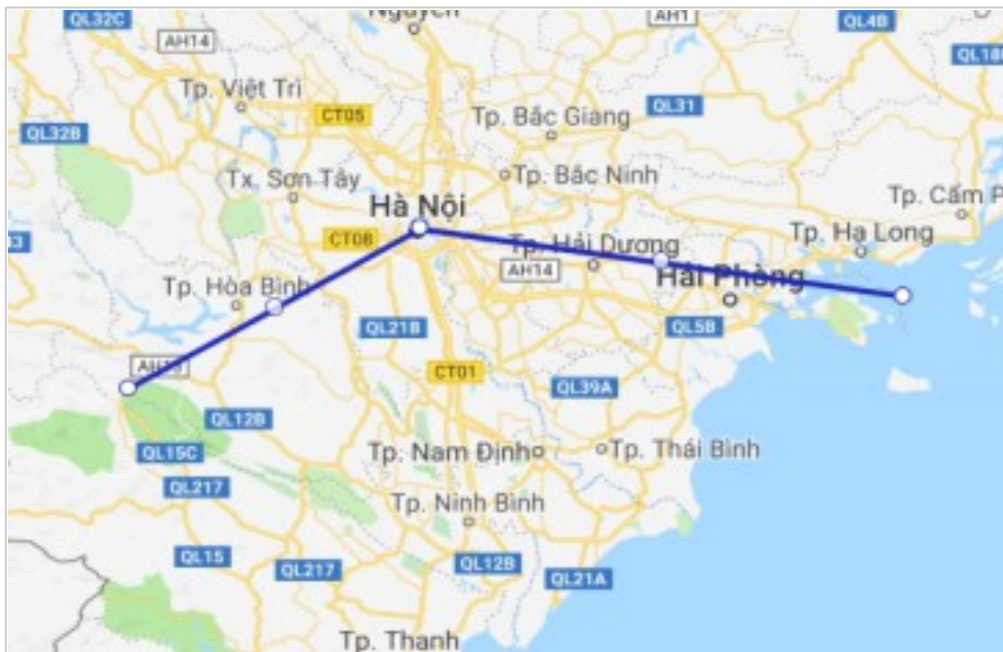 Nguyên
QL32C
AH1
QL4B
AH14
QL18
Tp. Việt Trì
CT05
QL31
Tp. Bắc Giang
QL32B
Tx. Sơn Tây
Tp. Bắc Ninh
Tp. Cẩm P
Hà Nội
CT08
Tp. Hải Dương
Tp. Hạ Long
43
AH14
Tp. Hòa Bình
Hải Phòng
QL21B
QL5B
AH13
CT01
QL39A
QL12B
QL15C
Tp. Nam Định
Tp. Thái Bình
QL217
Tp. Ninh Bình
QL15
QL217
QL12B
QL21A
Tp. Thanh